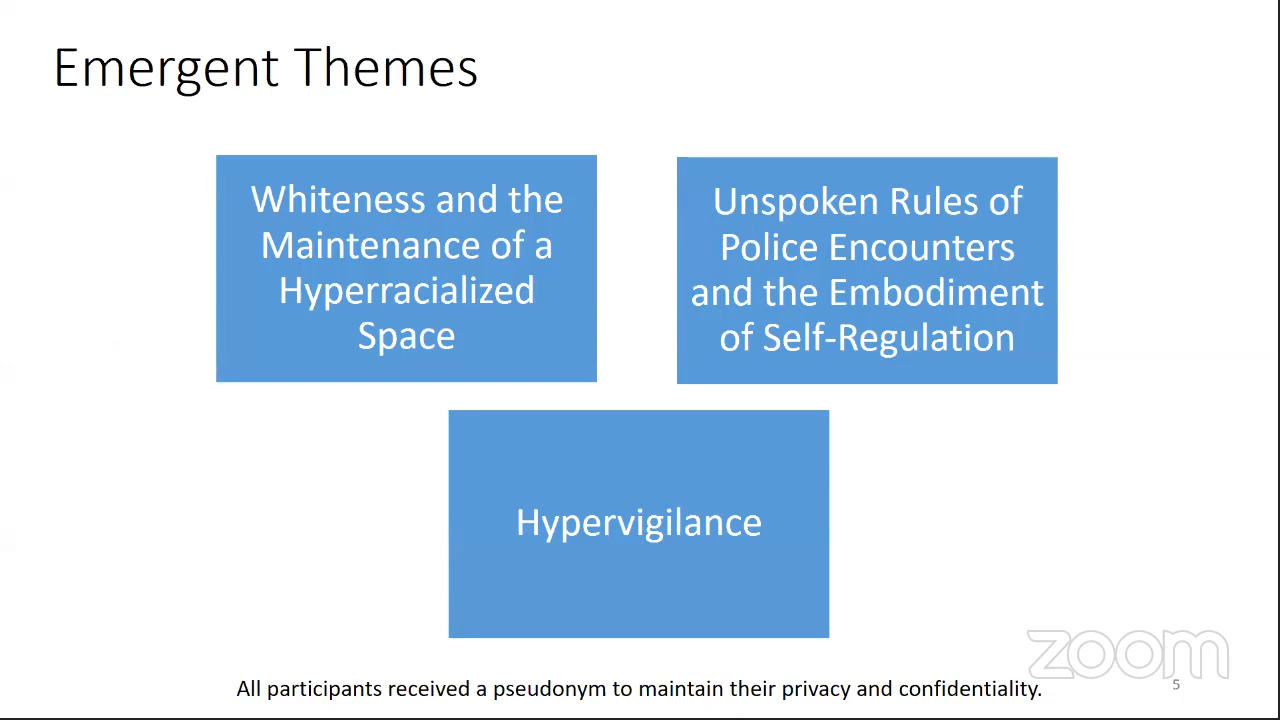 Emergent Themes
Whiteness and the
Maintenance of a
Hyperracialized
Space
Unspoken Rules of
Police Encounters
and the Embodiment
of Self-Regulation
Hypervigilance
zoom
All participants received a pseudonym to maintain their privacy and confidentiality.
5